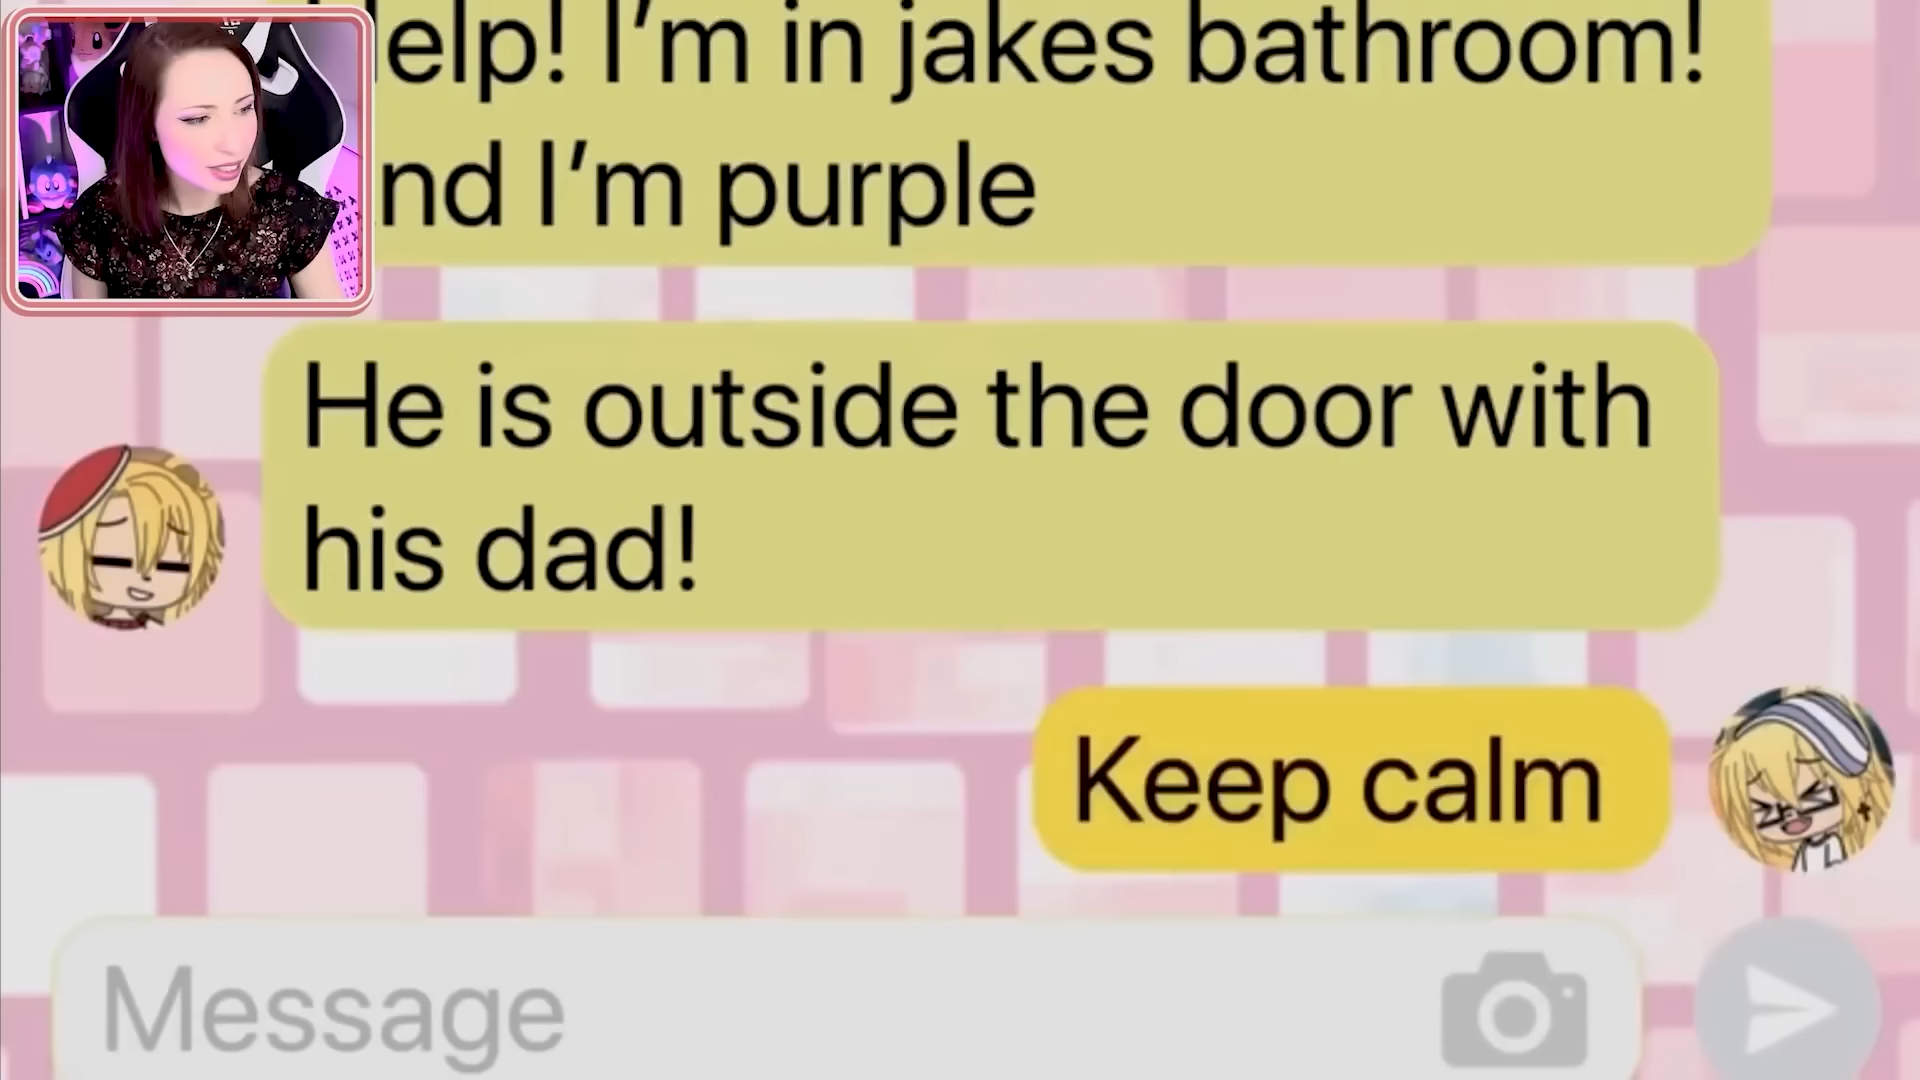 elp! I'm in jakes bathroom!
nd I'm purple
He is outside the door with
his dad!
Keep calm
Message